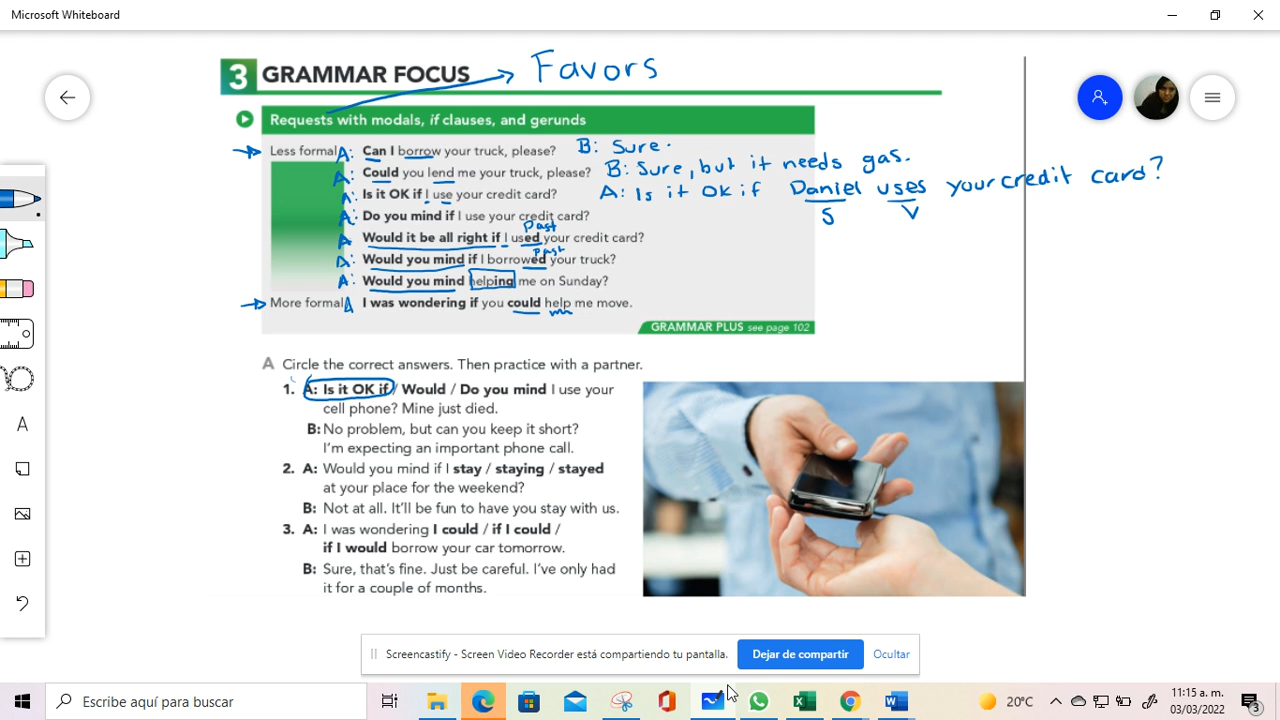 Microsoft Whiteboard
3 GRAMMAR FOCUS
Favors
Requests with modals, if clauses, and gerunds
Less formal A: Can I borrow your truck, please? B: Sure.
A: Could you lend me your truck, please? B: Sure, but it needs gas.
A: Is it OK if I use your credit card? A: Is it OK if Daniel uses your credit card?
S V
A: Do you mind if I use your credit card?
Past
A Would it be all right if I used your credit card?
Past
A: Would you mind if I borrowed your truck?
A: Would you mind helping me on Sunday?
More formal A I was wondering if you could help me move.
GRAMMAR PLUS see page 102
A Circle the correct answers. Then practice with a partner.
1. A: Is it OK if / Would / Do you mind I use your
cell phone? Mine just died.
B: No problem, but can you keep it short?
I'm expecting an important phone call.
2. A: Would you mind if I stay / staying / stayed
at your place for the weekend?
B: Not at all. It'll be fun to have you stay with us.
3. A: I was wondering I could / if I could /
if I would borrow your car tomorrow.
B: Sure, that's fine. Just be careful. I've only had
it for a couple of months.
A
Screencastify - Screen Video Recorder está compartiendo tu pantalla. Dejar de compartir Ocultar
Escribe aquí para buscar
20°C
11:15 a. m.
03/03/2022
3